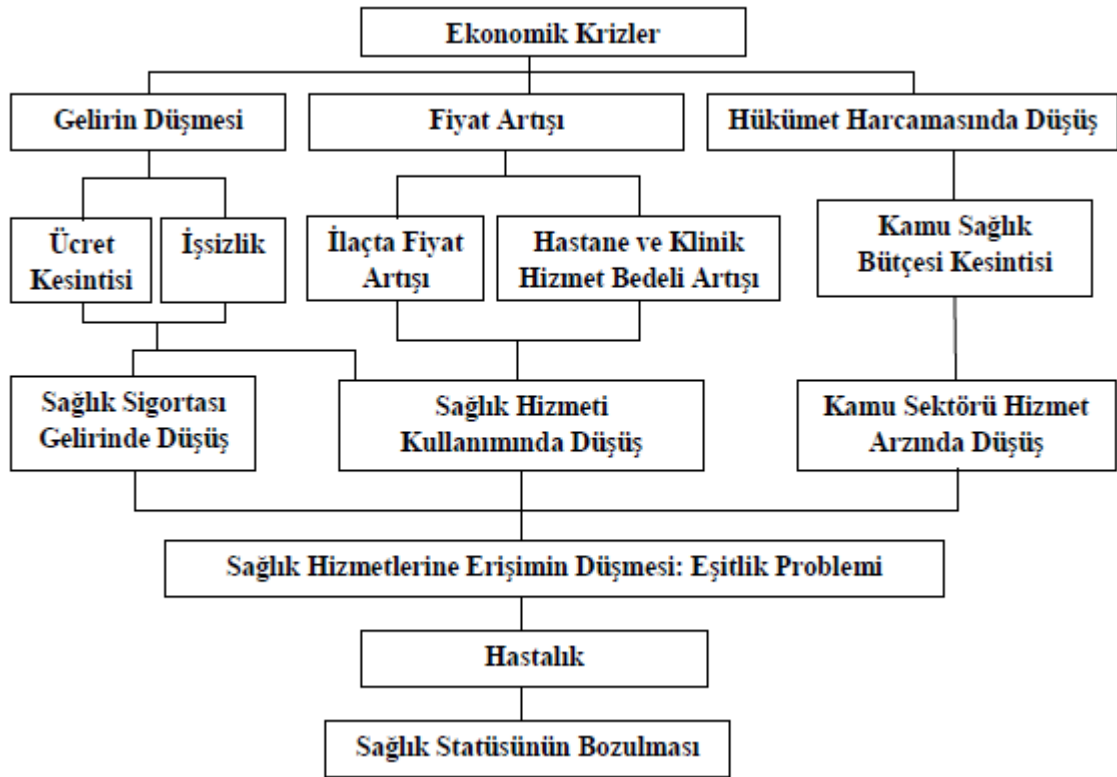 Ekonomik Krizler
Gelirin Düşmesi
Fiyat Artışı
Hükümet Harcamasında Düşüş
Ücret
Kesintisi
İşsizlik
İlaçta Fiyat
Artışı
Hastane ve Klinik
Hizmet Bedeli Artışı
Kamu Sağlık
Bütçesi Kesintisi
Sağlık Sigortası
Gelirinde Düşüş
Sağlık Hizmeti
Kullanımında Düşüş
Kamu Sektörü Hizmet
Arzında Düşüş
Sağlık Hizmetlerine Erişimin Düşmesi: Eşitlik Problemi
Hastalık
Sağlık Statüsünün Bozulması